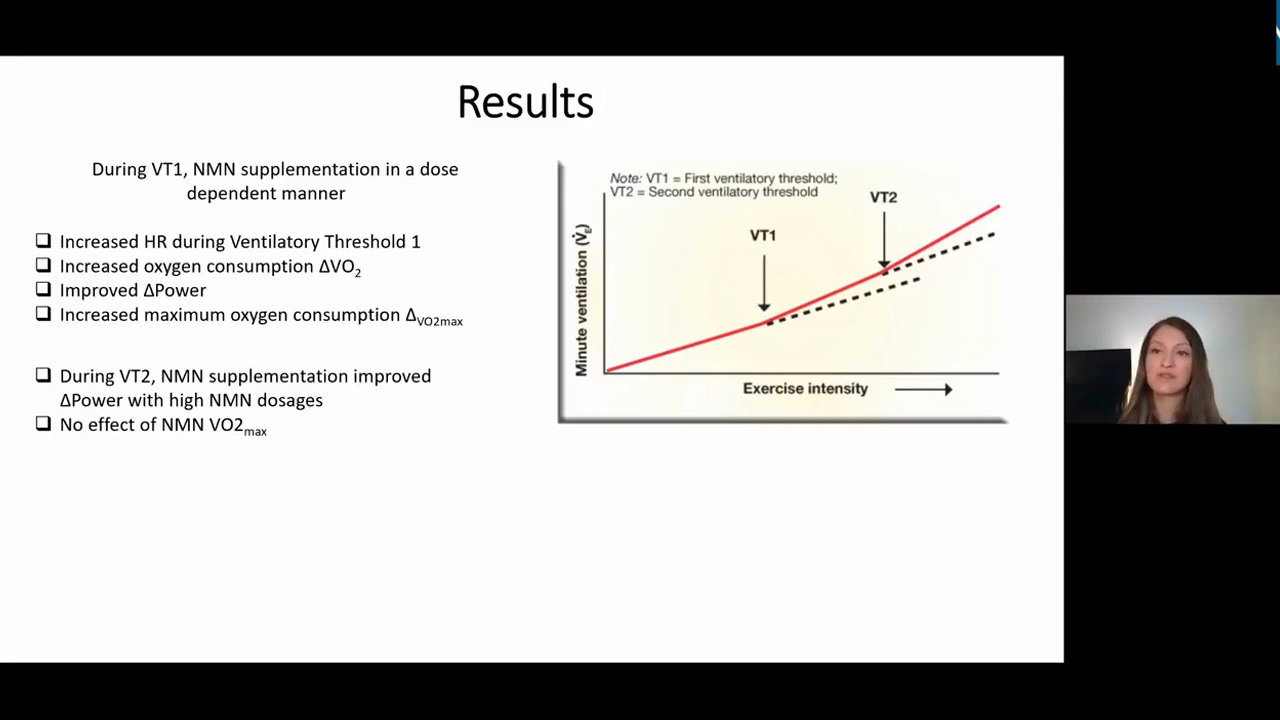 Results
During VT1, NMN supplementation in a dose
dependent manner
Increased HR during Ventilatory Threshold 1
Increased oxygen consumption ΔVO2
Improved ΔPower
Increased maximum oxygen consumption ΔVO2max
During VT2, NMN supplementation improved
ΔPower with high NMN dosages
No effect of NMN VO2max
Note: VT1 = First ventilatory threshold;
VT2 = Second ventilatory threshold
VT2
VT1
Minute ventilation (V̇E)
Exercise intensity